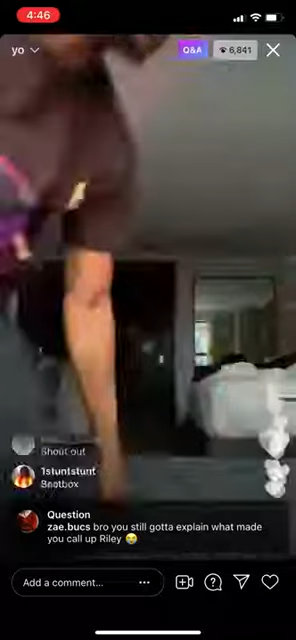 4:46
yo
Q&A
6,841
Shout out
1stuntstunt
Beatbox
Question
zae.bucs bro you still gotta explain what made
you call up Riley 😭
Add a comment...